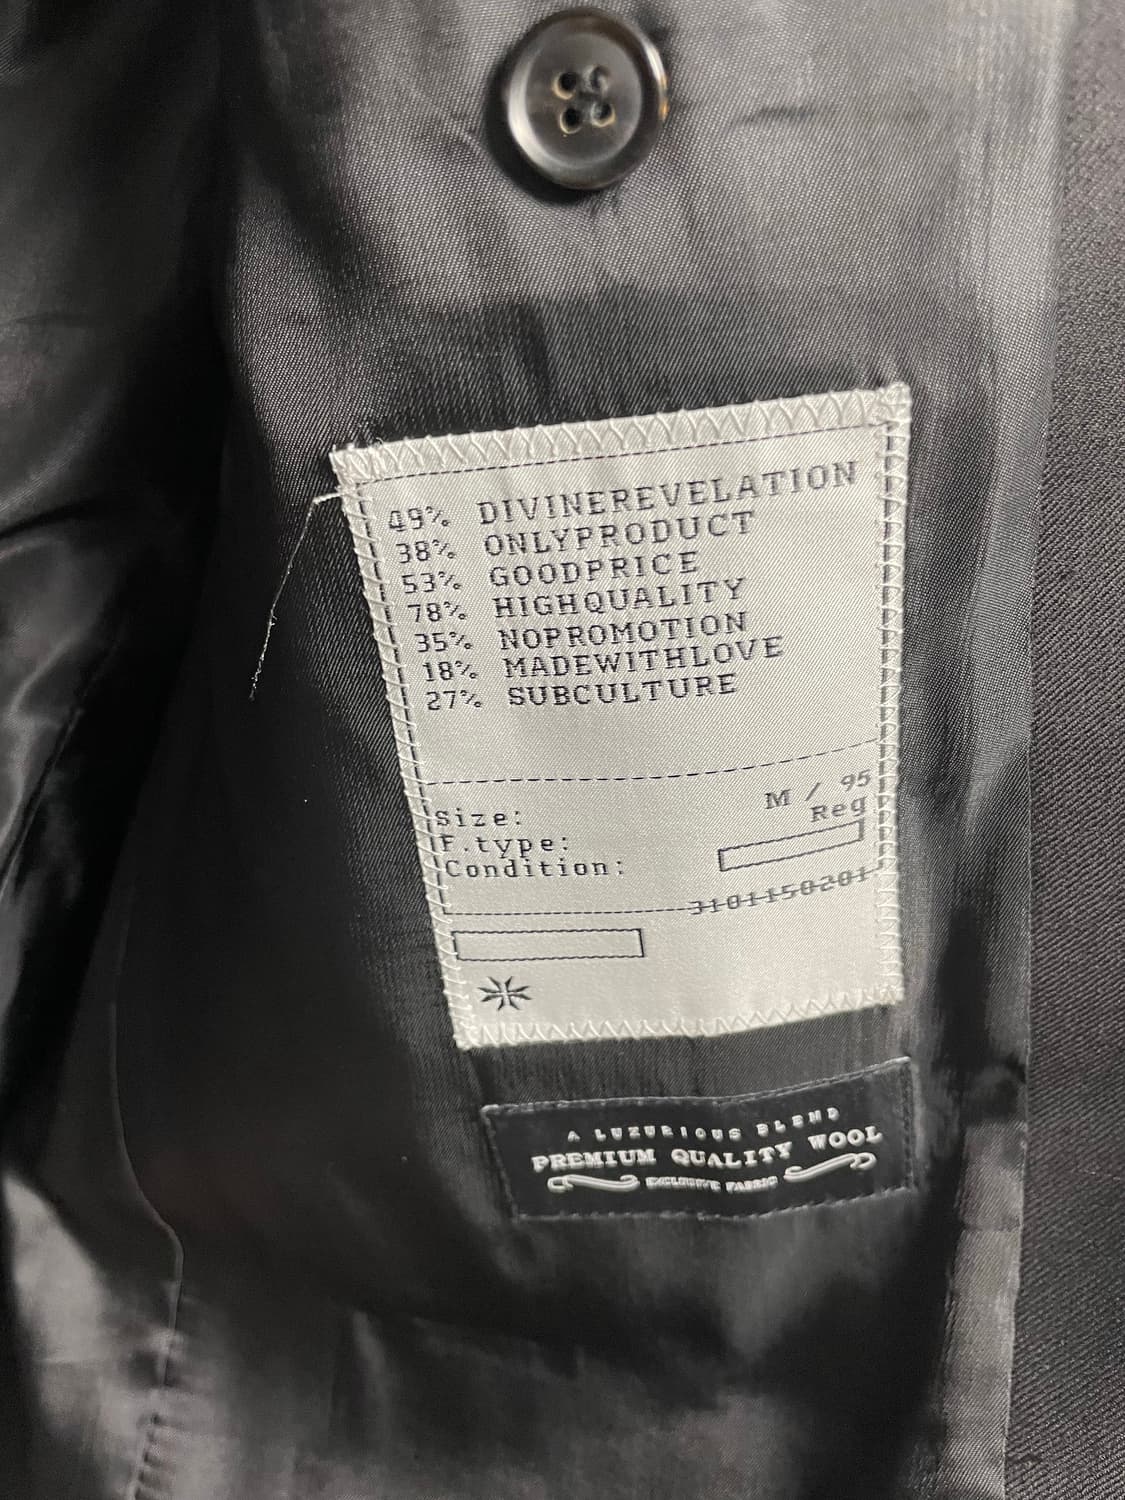 49% DIVINEREVELATION
38% ONLYPRODUCT
53% GOODPRICE
78% HIGHQUALITY
35% NOPROMOTION
18% MADEWITHLOVE
27% SUBCULTURE
Size: M / 95
F.type: Reg
Condition:
3101150201
A LUXURIOUS BLEND
PREMIUM QUALITY WOOL
EXCLUSIVE FABRIC